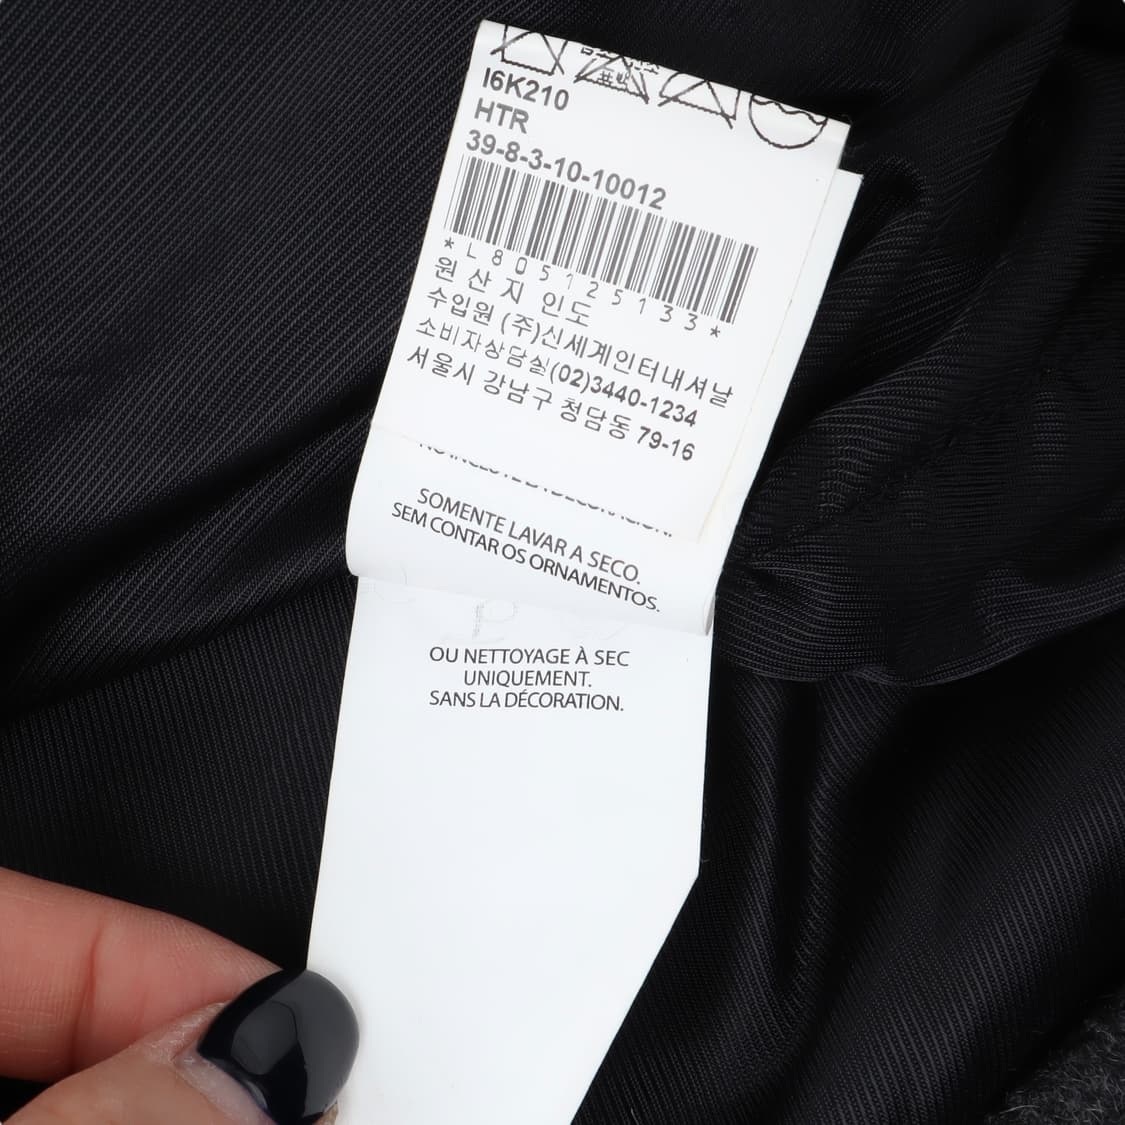 I6K210
HTR
39-8-3-10-10012
*L805125133*
원 산 지 인도
수입원 (주)신세계인터내셔날
소비자상담실(02)3440-1234
서울시 강남구 청담동 79-16
SOMENTE LAVAR A SECO.
SEM CONTAR OS ORNAMENTOS.
OU NETTOYAGE À SEC
UNIQUEMENT.
SANS LA DÉCORATION.